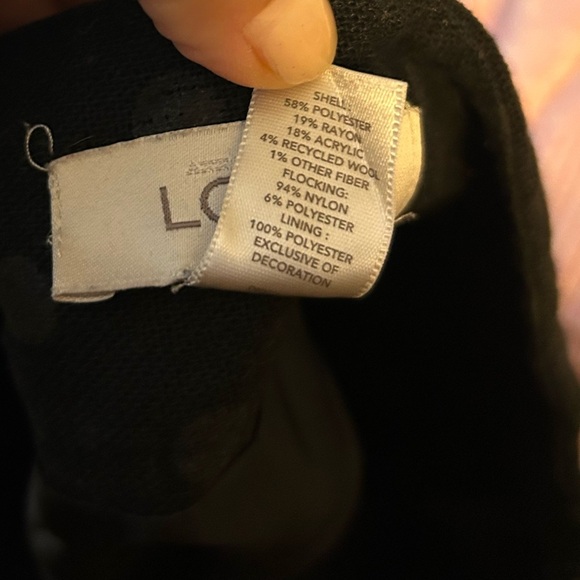 SHELL:
58% POLYESTER
19% RAYON
18% ACRYLIC
4% RECYCLED WOOL
1% OTHER FIBER
FLOCKING:
94% NYLON
6% POLYESTER
LINING :
100% POLYESTER
EXCLUSIVE OF
DECORATION